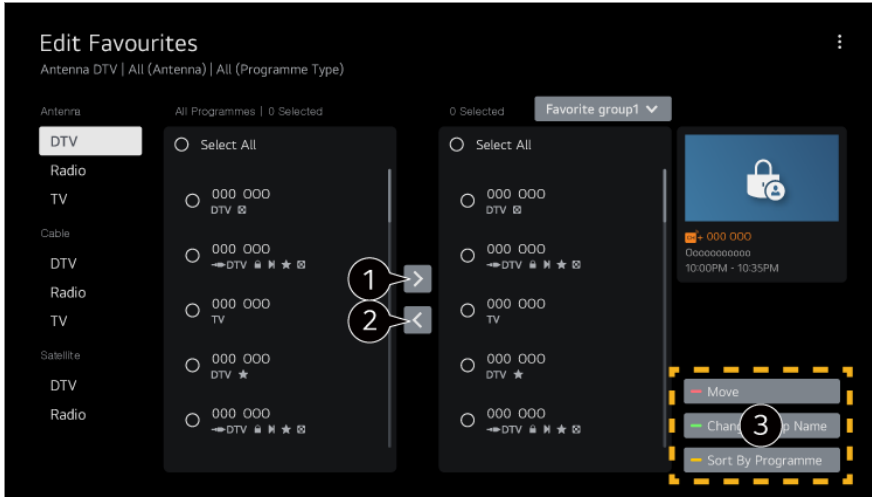 Edit Favourites
Antenna DTV | All (Antenna) | All (Programme Type)
Antenna
DTV
Radio
TV
Cable
DTV
Radio
TV
Satellite
DTV
Radio
All Programmes | 0 Selected
Select All
000 000
DTV
000 000
DTV
000 000
TV
000 000
DTV ★
000 000
DTV ★
1
2
0 Selected
Favorite group1
Select All
000 000
DTV
000 000
DTV ★
000 000
TV
000 000
DTV ★
000 000
DTV ★
000 000
Ooooooooooo
10:00PM - 10:35PM
Move
3
Name
Sort By Programme